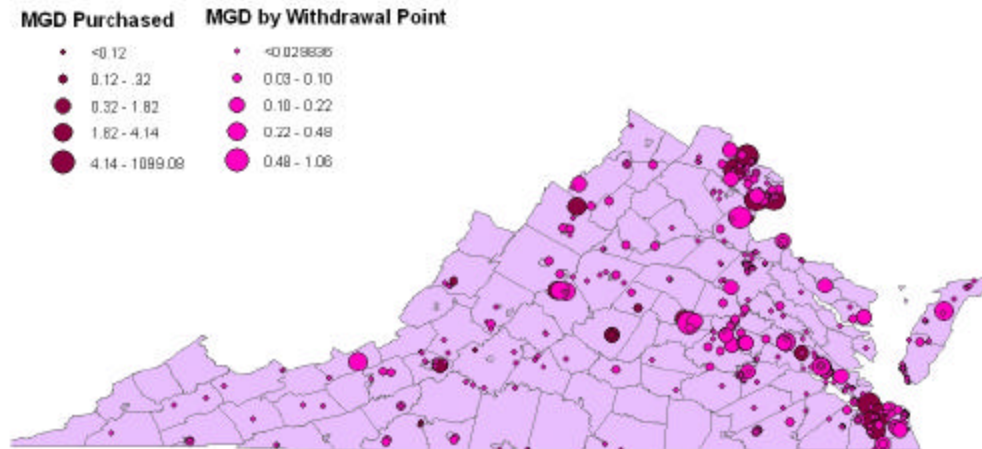 MGD Purchased
MGD by Withdrawal Point
<0.12
<0.029836
0.12 - .32
0.03 - 0.10
0.32 - 1.82
0.10 - 0.22
1.82 - 4.14
0.22 - 0.48
4.14 - 1099.08
0.48 - 1.06